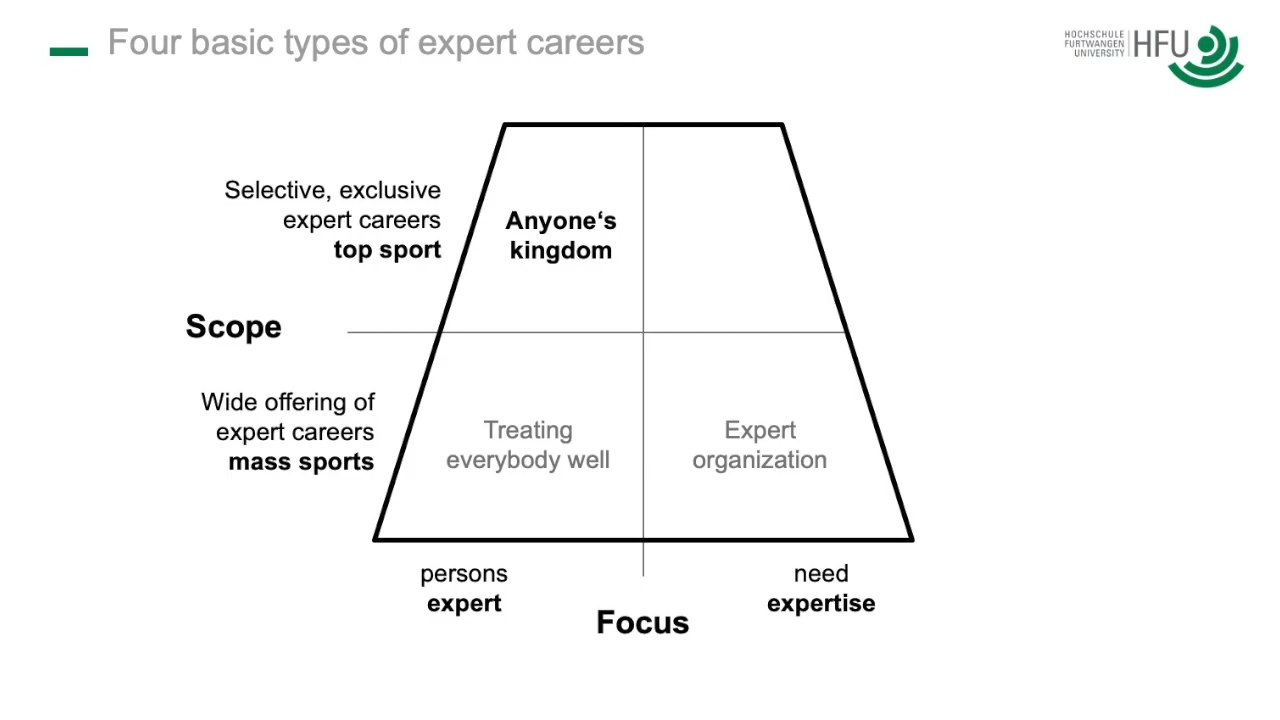 Four basic types of expert careers
HOCHSCHULE
FURTWANGEN
UNIVERSITY
HFU
Selective, exclusive
expert careers
top sport
Anyone‘s
kingdom
Scope
Wide offering of
expert careers
mass sports
Treating
everybody well
Expert
organization
persons
expert
need
expertise
Focus